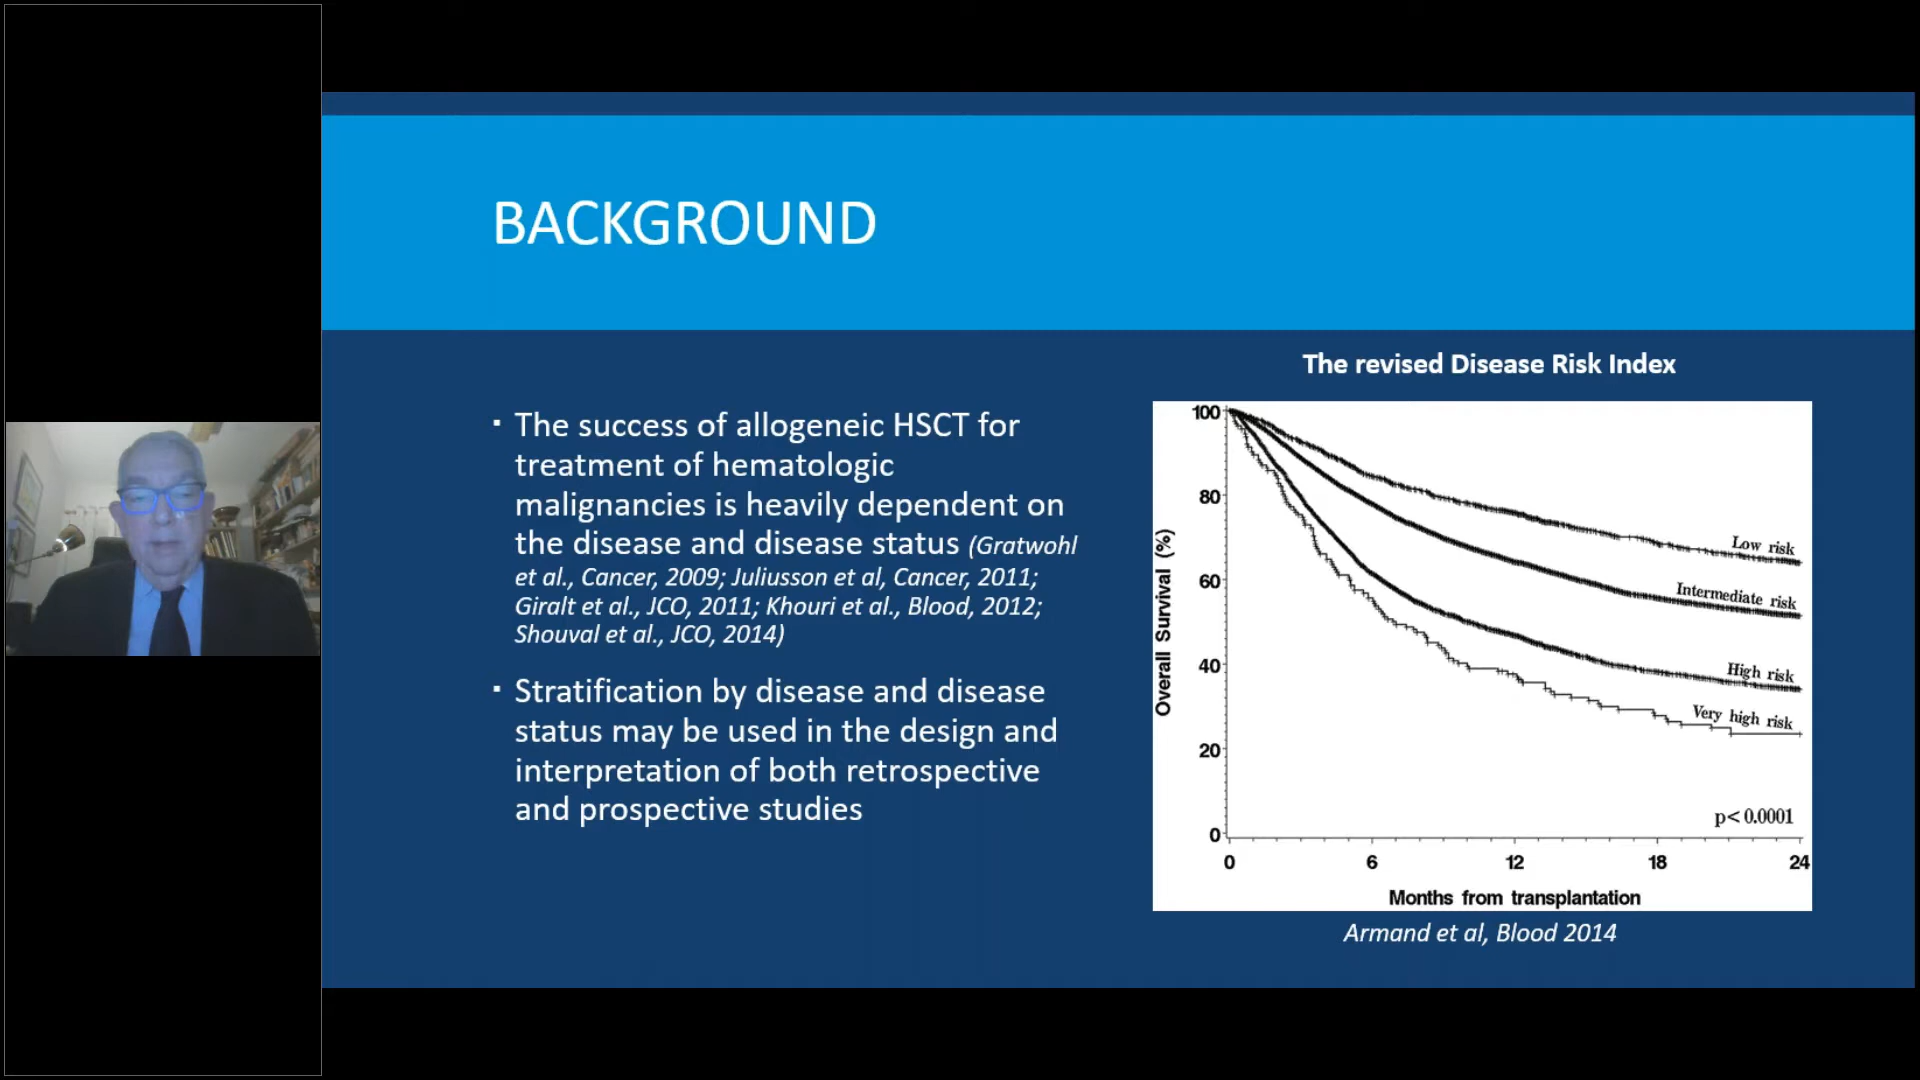 BACKGROUND
▪ The success of allogeneic HSCT for
treatment of hematologic
malignancies is heavily dependent on
the disease and disease status (Gratwohl
et al., Cancer, 2009; Juliusson et al, Cancer, 2011;
Giralt et al., JCO, 2011; Khouri et al., Blood, 2012;
Shouval et al., JCO, 2014)
▪ Stratification by disease and disease
status may be used in the design and
interpretation of both retrospective
and prospective studies
The revised Disease Risk Index
Overall Survival (%)
100
80
60
40
20
0
Low risk
Intermediate risk
High risk
Very high risk
p< 0.0001
0 6 12 18 24
Months from transplantation
Armand et al, Blood 2014